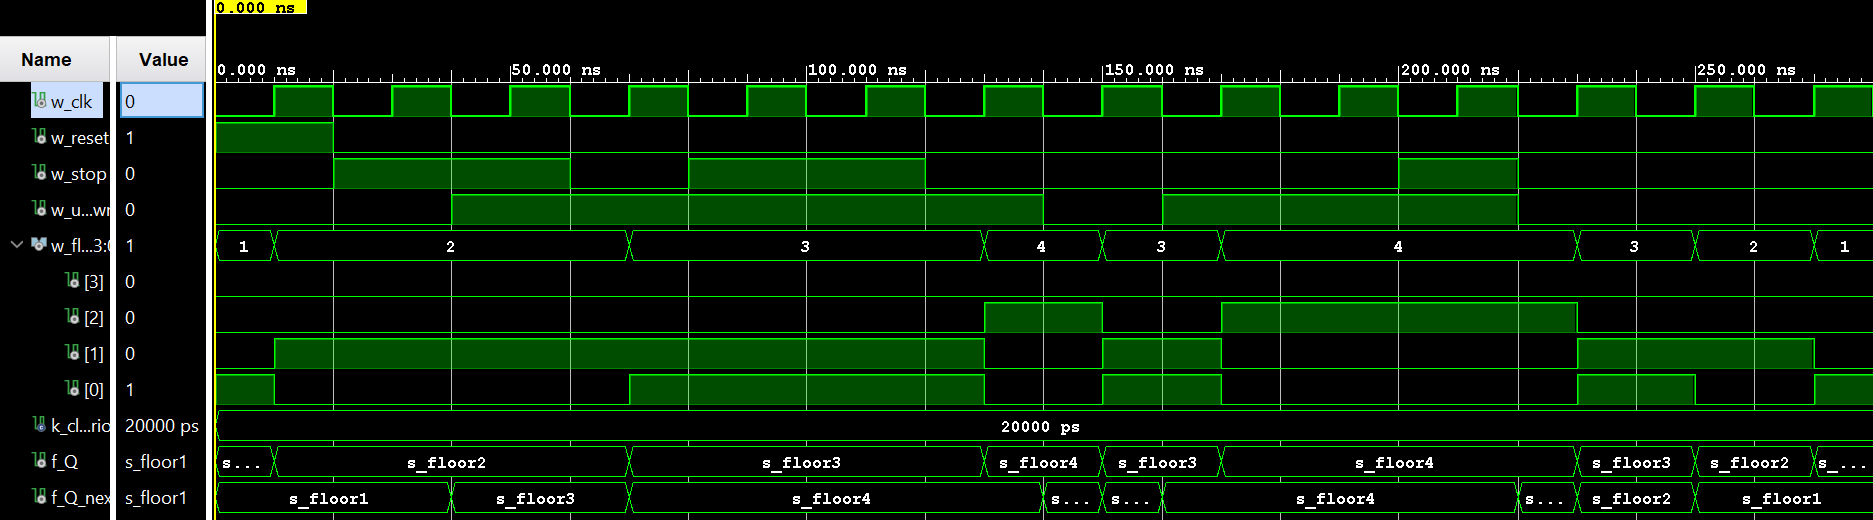 0.000 ns
Name Value
0.000 ns 50.000 ns 100.000 ns 150.000 ns 200.000 ns 250.000 ns
w_clk 0
w_reset 1
w_stop 0
w_u...wr 0
w_fl...3:0 1 1 2 3 4 3 4 3 2 1
[3] 0
[2] 0
[1] 0
[0] 1
k_cl...rio 20000 ps 20000 ps
f_Q s_floor1 s... s_floor2 s_floor3 s_floor4 s_floor3 s_floor4 s_floor3 s_floor2 s_...
f_Q_nex s_floor1 s_floor1 s_floor3 s_floor4 s... s... s_floor4 s... s_floor2 s_floor1